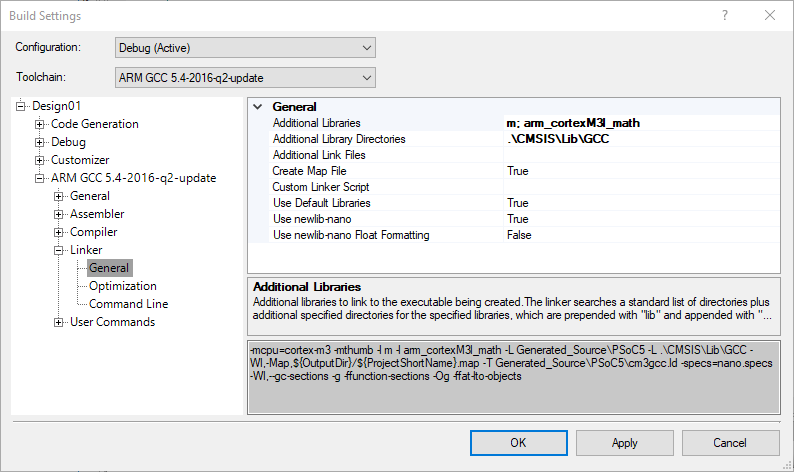 Build Settings
?
Configuration: Debug (Active)
Toolchain: ARM GCC 5.4-2016-q2-update
Design01
Code Generation
Debug
Customizer
ARM GCC 5.4-2016-q2-update
General
Assembler
Compiler
Linker
General
Optimization
Command Line
User Commands
General
Additional Libraries m; arm_cortexM3l_math
Additional Library Directories .\CMSIS\Lib\GCC
Additional Link Files
Create Map File True
Custom Linker Script
Use Default Libraries True
Use newlib-nano True
Use newlib-nano Float Formatting False
Additional Libraries
Additional libraries to link to the executable being created.The linker searches a standard list of directories plus
additional specified directories for the specified libraries, which are prepended with "lib" and appended with "...
-mcpu=cortex-m3 -mthumb -l m -l arm_cortexM3l_math -L Generated_Source\PSoC5 -L .\CMSIS\Lib\GCC -
Wl,-Map,${OutputDir}/${ProjectShortName}.map -T Generated_Source\PSoC5\cm3gcc.ld -specs=nano.specs
-Wl,--gc-sections -g -ffunction-sections -Og -ffat-lto-objects
OK
Apply
Cancel